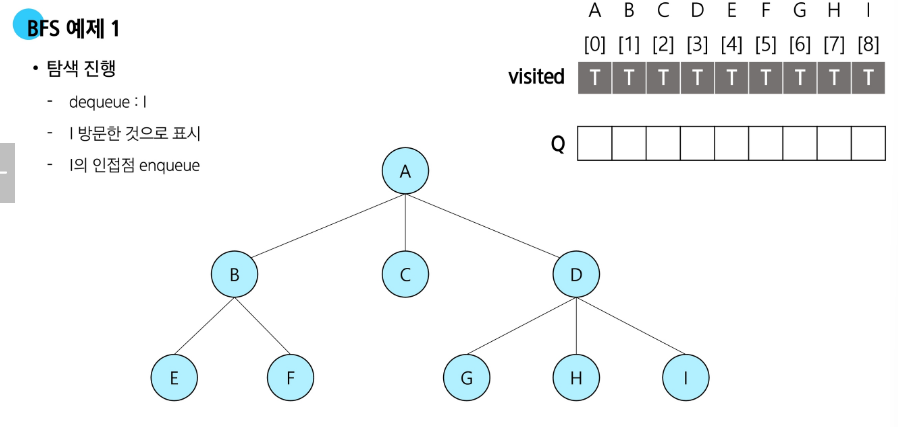 BFS 예제 1
• 탐색 진행
- dequeue : I
- I 방문한 것으로 표시
- I의 인접점 enqueue
A B C D E F G H I
[0] [1] [2] [3] [4] [5] [6] [7] [8]
visited T T T T T T T T T
Q
A
B C D
E F G H I